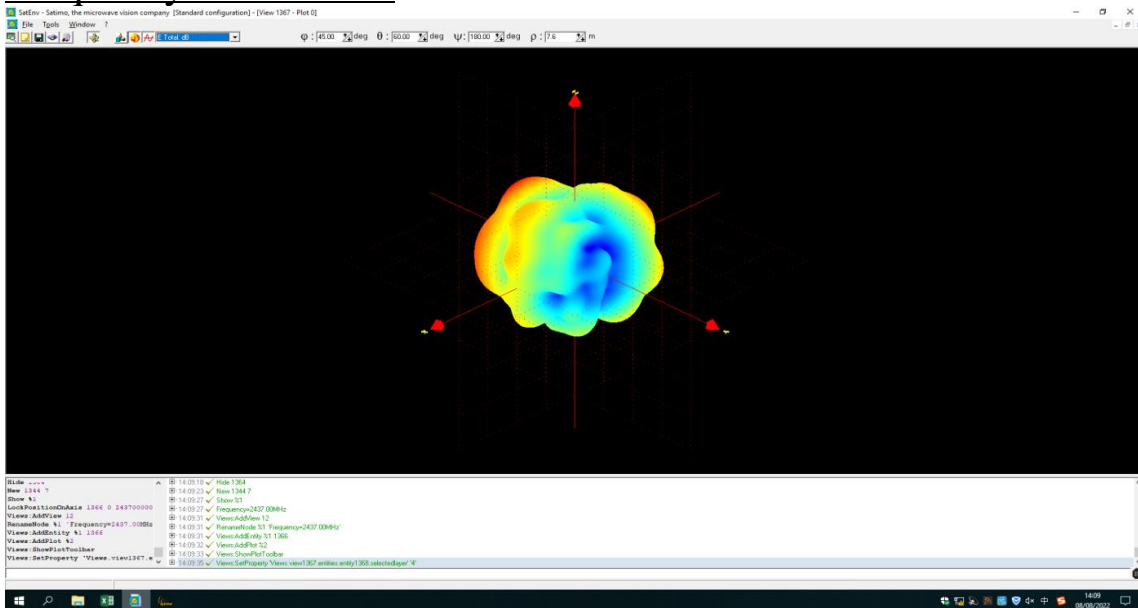 SatEnv - Satimo, the microwave vision company [Standard configuration] - [View 1367 - Plot 0]
File Tools Window ?
E Total dB φ : 45.00 deg θ : 60.00 deg ψ : 180.00 deg ρ : 7.6 m
Hide
New 1344 7
Show %1
LockPositionOnAxis 1366 0 243700000
Views:AddView 12
RenameNode %1 'Frequency=2437.00MHz
Views:AddEntity %1 1366
Views:AddPlot %2
Views:ShowPlotToolbar
Views:SetProperty 'Views.view1367.e
14:09:18 Hide 1364
14:09:23 New 1344 7
14:09:27 Show %1
14:09:27 Frequency=2437.00MHz
14:09:31 Views:AddView 12
14:09:31 RenameNode %1 'Frequency=2437.00MHz'
14:09:31 Views:AddEntity %1 1366
14:09:32 Views:AddPlot %2
14:09:33 Views:ShowPlotToolbar
14:09:35 Views:SetProperty 'Views.view1367.entities.entity1368.selectedlayer' '4'
中
14:09
08/08/2022